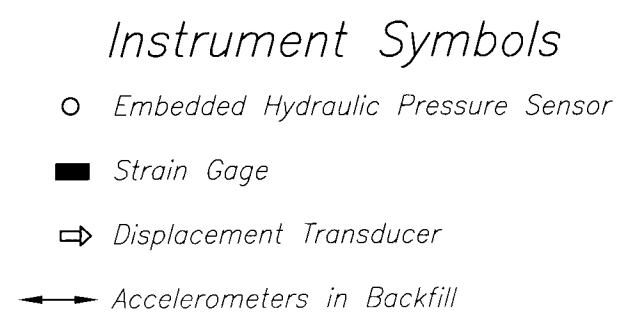 Instrument Symbols
Embedded Hydraulic Pressure Sensor
Strain Gage
Displacement Transducer
Accelerometers in Backfill